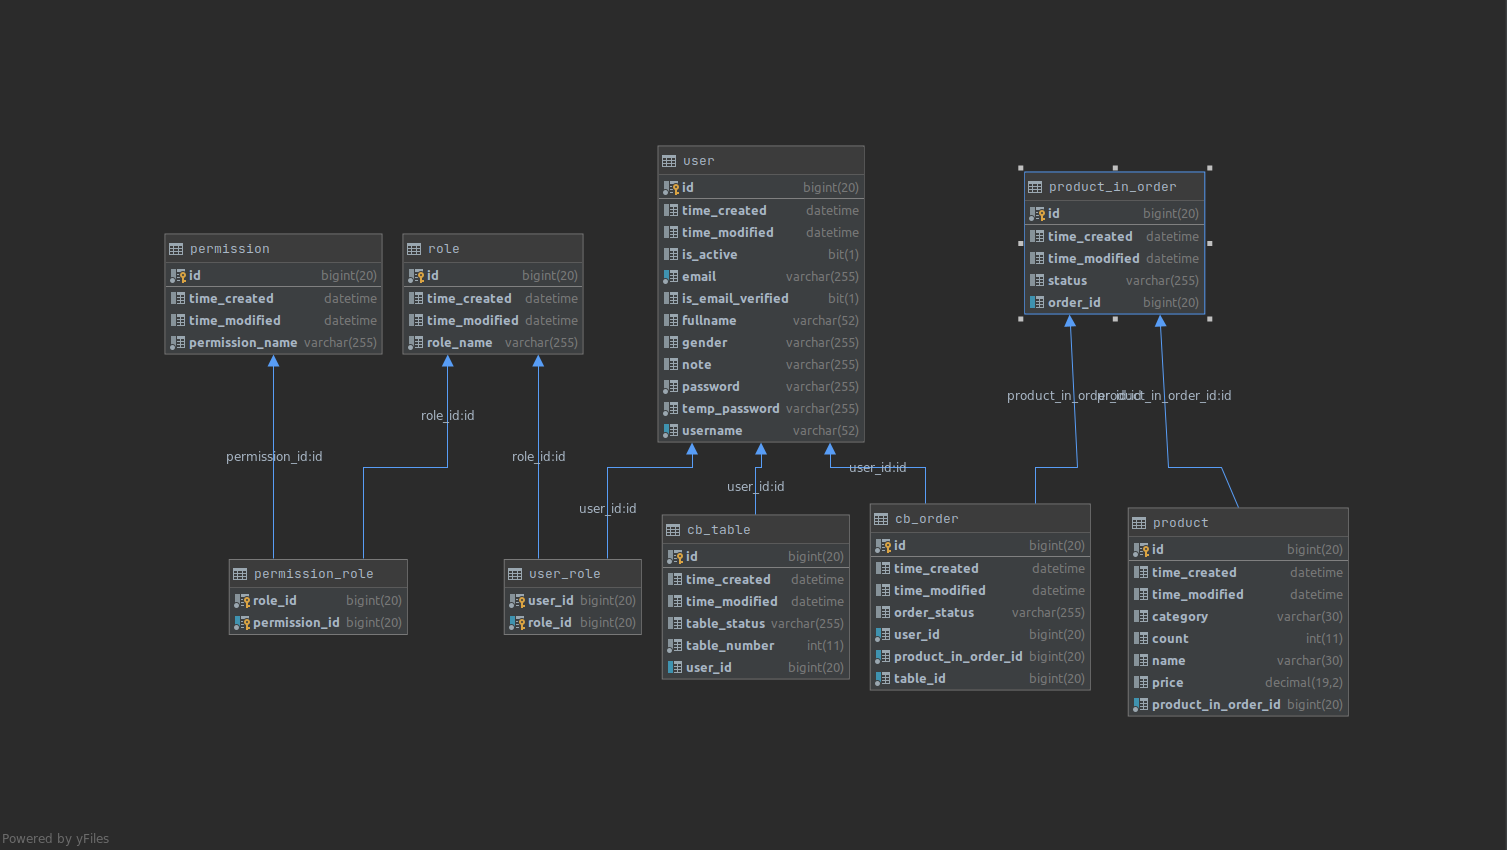 user
id bigint(20)
time_created datetime
time_modified datetime
is_active bit(1)
email varchar(255)
is_email_verified bit(1)
fullname varchar(52)
gender varchar(255)
note varchar(255)
password varchar(255)
temp_password varchar(255)
username varchar(52)
product_in_order
id bigint(20)
time_created datetime
time_modified datetime
status varchar(255)
order_id bigint(20)
permission
id bigint(20)
time_created datetime
time_modified datetime
permission_name varchar(255)
role
id bigint(20)
time_created datetime
time_modified datetime
role_name varchar(255)
product_in_order_id:id
product_in_order_id:id
role_id:id
permission_id:id
role_id:id
user_id:id
user_id:id
user_id:id
permission_role
role_id bigint(20)
permission_id bigint(20)
user_role
user_id bigint(20)
role_id bigint(20)
cb_table
id bigint(20)
time_created datetime
time_modified datetime
table_status varchar(255)
table_number int(11)
user_id bigint(20)
cb_order
id bigint(20)
time_created datetime
time_modified datetime
order_status varchar(255)
user_id bigint(20)
product_in_order_id bigint(20)
table_id bigint(20)
product
id bigint(20)
time_created datetime
time_modified datetime
category varchar(30)
count int(11)
name varchar(30)
price decimal(19,2)
product_in_order_id bigint(20)
Powered by yFiles